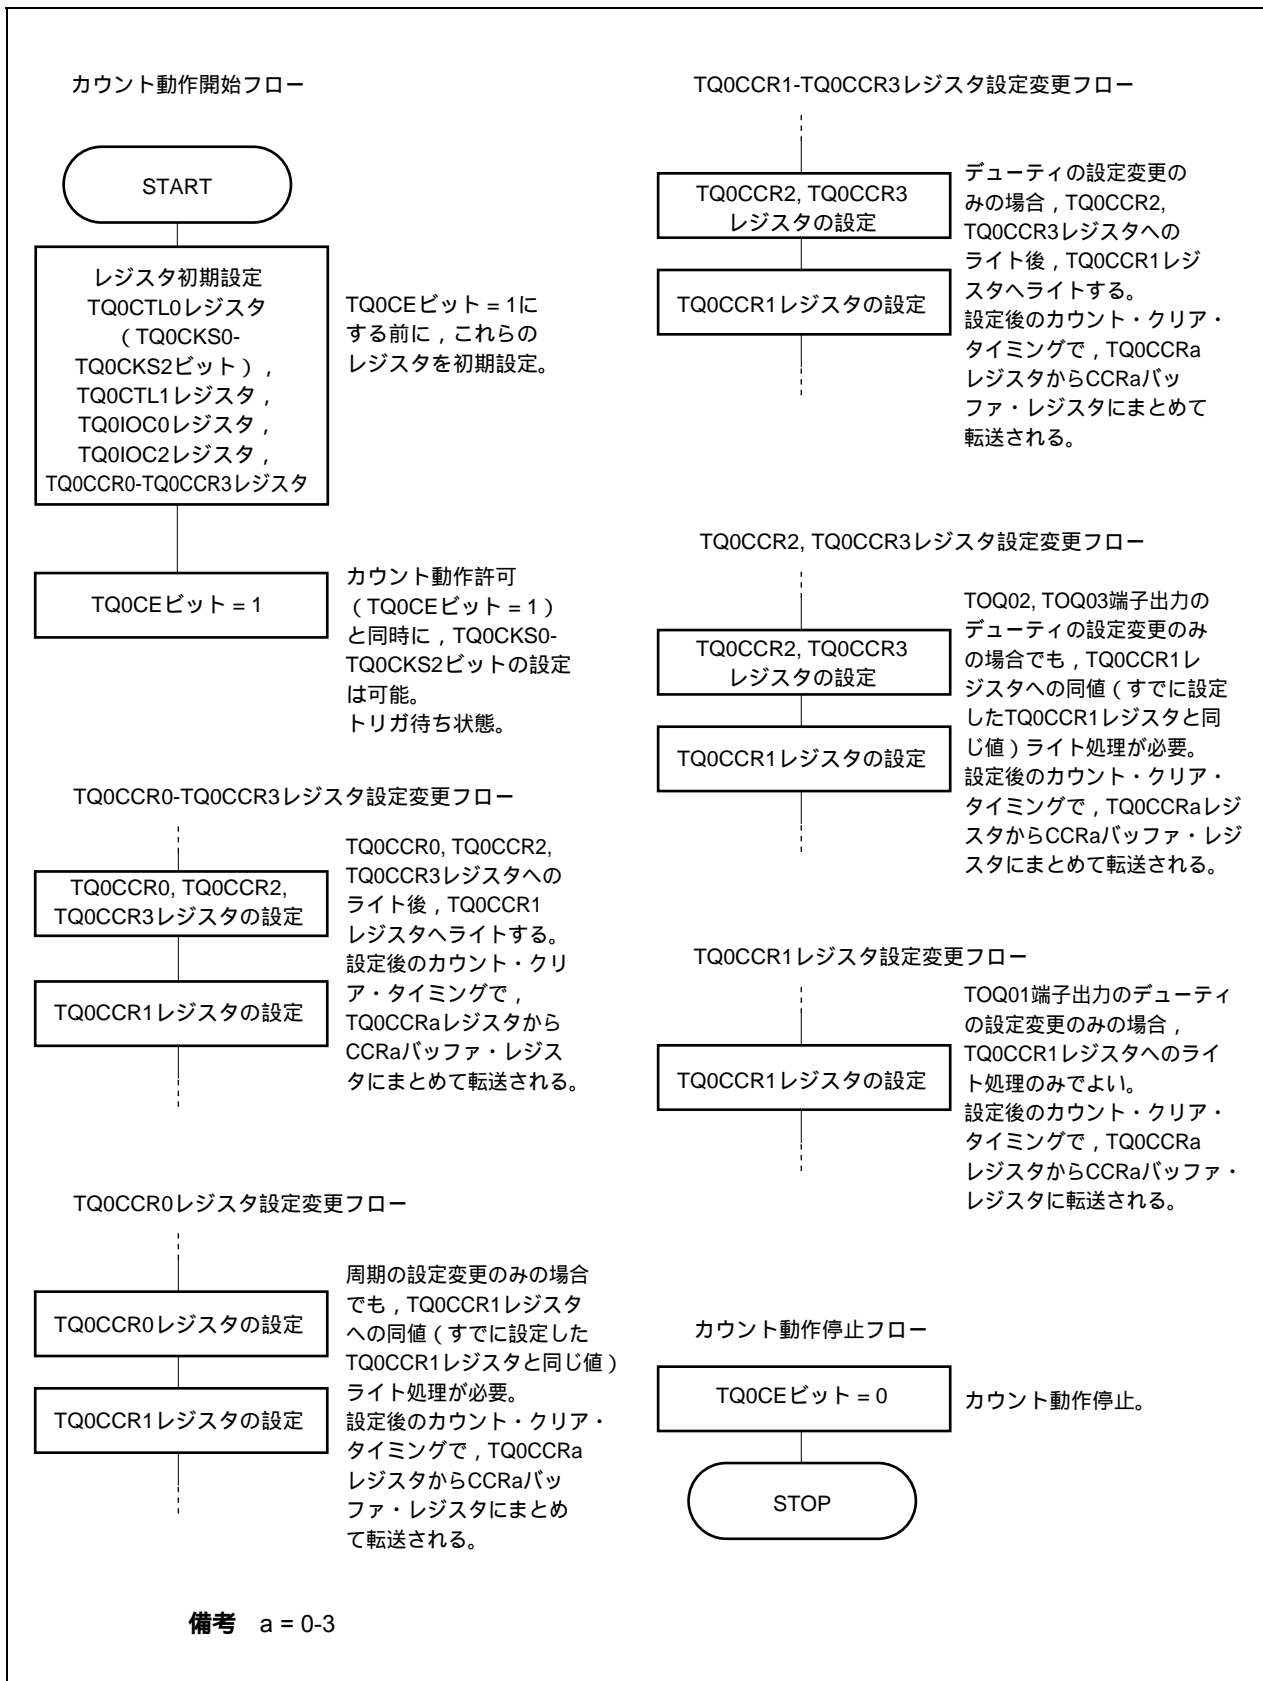 カウント動作開始フロー
START
レジスタ初期設定
TQ0CTL0レジスタ
（TQ0CKS0-
TQ0CKS2ビット），
TQ0CTL1レジスタ，
TQ0IOC0レジスタ，
TQ0IOC2レジスタ，
TQ0CCR0-TQ0CCR3レジスタ
TQ0CEビット = 1に
する前に，これらの
レジスタを初期設定。
TQ0CEビット = 1
カウント動作許可
（TQ0CEビット = 1）
と同時に，TQ0CKS0-
TQ0CKS2ビットの設定
は可能。
トリガ待ち状態。
TQ0CCR0-TQ0CCR3レジスタ設定変更フロー
TQ0CCR0, TQ0CCR2,
TQ0CCR3レジスタの設定
TQ0CCR1レジスタの設定
TQ0CCR0, TQ0CCR2,
TQ0CCR3レジスタへの
ライト後，TQ0CCR1
レジスタへライトする。
設定後のカウント・クリ
ア・タイミングで，
TQ0CCRaレジスタから
CCRaバッファ・レジス
タにまとめて転送される。
TQ0CCR0レジスタ設定変更フロー
TQ0CCR0レジスタの設定
TQ0CCR1レジスタの設定
周期の設定変更のみの場合
でも，TQ0CCR1レジスタ
への同値（すでに設定した
TQ0CCR1レジスタと同じ値）
ライト処理が必要。
設定後のカウント・クリア・
タイミングで，TQ0CCRa
レジスタからCCRaバッ
ファ・レジスタにまとめ
て転送される。
TQ0CCR1-TQ0CCR3レジスタ設定変更フロー
TQ0CCR2, TQ0CCR3
レジスタの設定
TQ0CCR1レジスタの設定
デューティの設定変更の
みの場合，TQ0CCR2,
TQ0CCR3レジスタへの
ライト後，TQ0CCR1レジ
スタへライトする。
設定後のカウント・クリア・
タイミングで，TQ0CCRa
レジスタからCCRaバッ
ファ・レジスタにまとめて
転送される。
TQ0CCR2, TQ0CCR3レジスタ設定変更フロー
TQ0CCR2, TQ0CCR3
レジスタの設定
TQ0CCR1レジスタの設定
TOQ02, TOQ03端子出力の
デューティの設定変更のみ
の場合でも，TQ0CCR1レ
ジスタへの同値（すでに設定
したTQ0CCR1レジスタと同
じ値）ライト処理が必要。
設定後のカウント・クリア・
タイミングで，TQ0CCRaレジ
スタからCCRaバッファ・レジ
スタにまとめて転送される。
TQ0CCR1レジスタ設定変更フロー
TQ0CCR1レジスタの設定
TOQ01端子出力のデューティ
の設定変更のみの場合，
TQ0CCR1レジスタへのライ
ト処理のみでよい。
設定後のカウント・クリア・
タイミングで，TQ0CCRa
レジスタからCCRaバッファ・
レジスタに転送される。
カウント動作停止フロー
TQ0CEビット = 0
カウント動作停止。
STOP
備考 a = 0-3